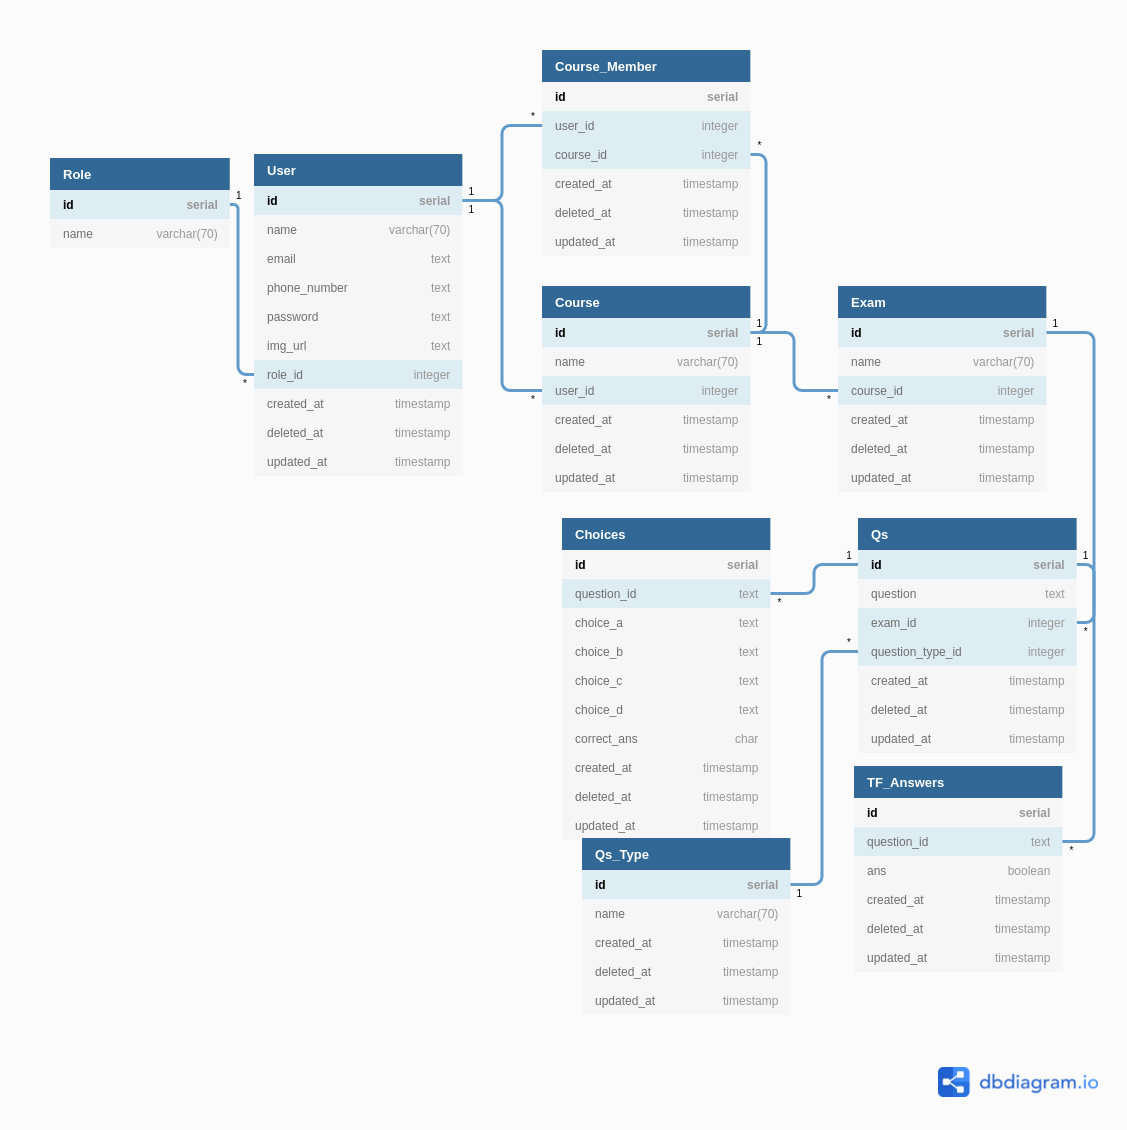 Role
id serial
name varchar(70)
1
*
User
id serial
name varchar(70)
email text
phone_number text
password text
img_url text
role_id integer
created_at timestamp
deleted_at timestamp
updated_at timestamp
1
1
*
*
Course_Member
id serial
user_id integer
course_id integer
created_at timestamp
deleted_at timestamp
updated_at timestamp
*
Course
id serial
name varchar(70)
user_id integer
created_at timestamp
deleted_at timestamp
updated_at timestamp
1
1
*
Exam
id serial
name varchar(70)
course_id integer
created_at timestamp
deleted_at timestamp
updated_at timestamp
1
Choices
id serial
question_id text
choice_a text
choice_b text
choice_c text
choice_d text
correct_ans char
created_at timestamp
deleted_at timestamp
updated_at timestamp
*
1
*
Qs
id serial
question text
exam_id integer
question_type_id integer
created_at timestamp
deleted_at timestamp
updated_at timestamp
1
*
Qs_Type
id serial
name varchar(70)
created_at timestamp
deleted_at timestamp
updated_at timestamp
1
TF_Answers
id serial
question_id text
ans boolean
created_at timestamp
deleted_at timestamp
updated_at timestamp
*
dbdiagram.io